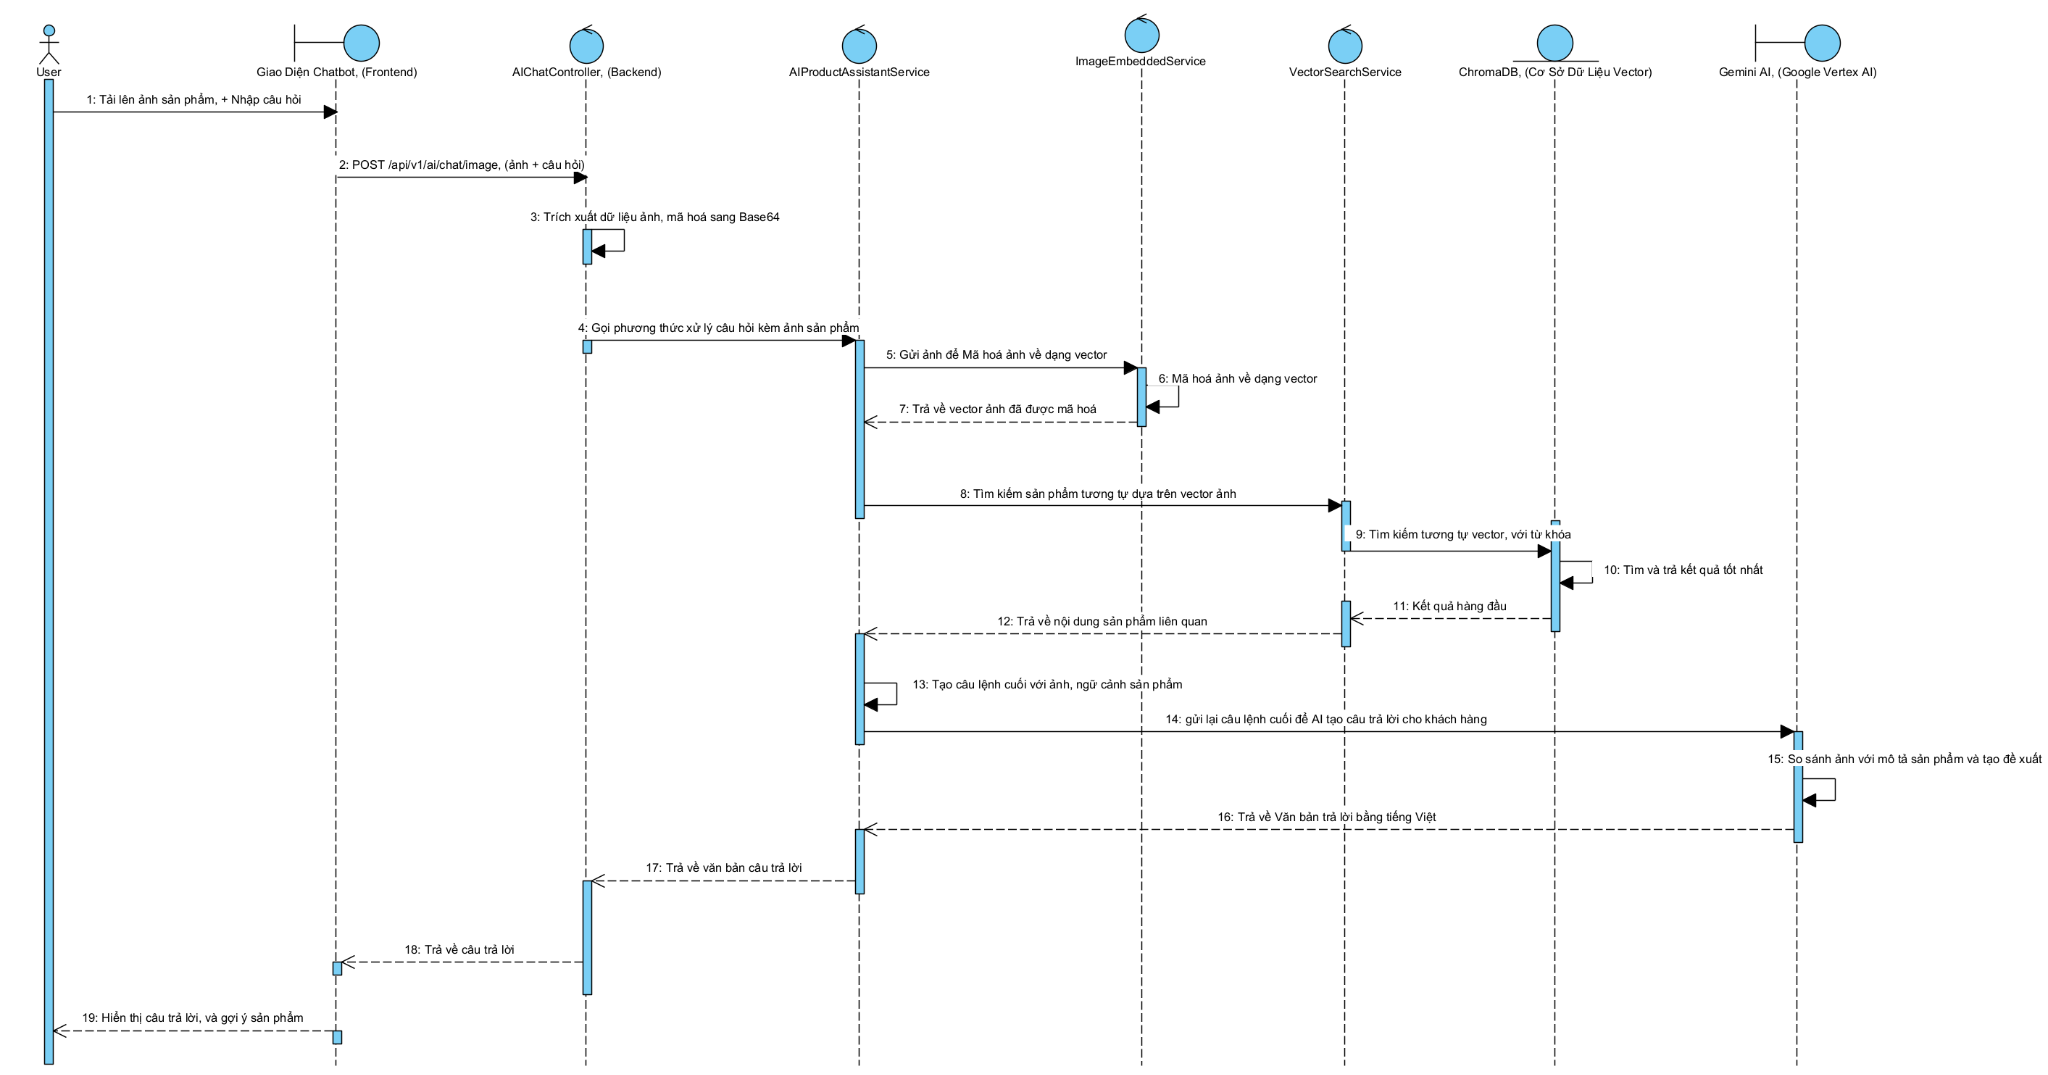 User
Giao Diện Chatbot, (Frontend)
AIChatController, (Backend)
AIProductAssistantService
ImageEmbeddedService
VectorSearchService
ChromaDB, (Cơ Sở Dữ Liệu Vector)
Gemini AI, (Google Vertex AI)
1: Tải lên ảnh sản phẩm, + Nhập câu hỏi
2: POST /api/v1/ai/chat/image, (ảnh + câu hỏi)
3: Trích xuất dữ liệu ảnh, mã hoá sang Base64
4: Gọi phương thức xử lý câu hỏi kèm ảnh sản phẩm
5: Gửi ảnh để Mã hoá ảnh về dạng vector
6: Mã hoá ảnh về dạng vector
7: Trả về vector ảnh đã được mã hoá
8: Tìm kiếm sản phẩm tương tự dựa trên vector ảnh
9: Tìm kiếm tương tự vector, với từ khóa
10: Tìm và trả kết quả tốt nhất
11: Kết quả hàng đầu
12: Trả về nội dung sản phẩm liên quan
13: Tạo câu lệnh cuối với ảnh, ngữ cảnh sản phẩm
14: gửi lại câu lệnh cuối để AI tạo câu trả lời cho khách hàng
15: So sánh ảnh với mô tả sản phẩm và tạo đề xuất
16: Trả về Văn bản trả lời bằng tiếng Việt
17: Trả về văn bản câu trả lời
18: Trả về câu trả lời
19: Hiển thị câu trả lời, và gợi ý sản phẩm